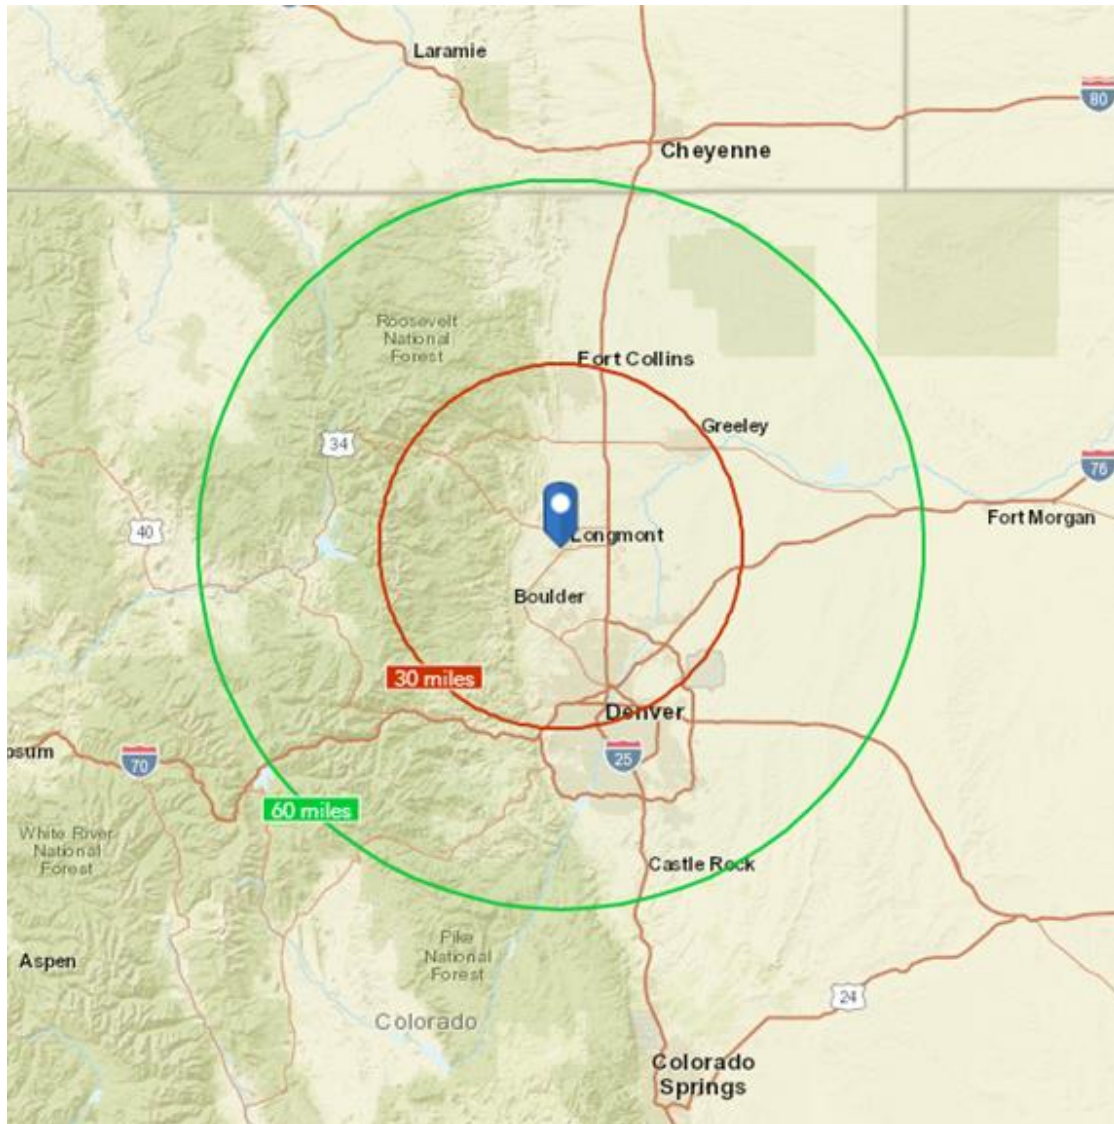 Laramie
80
Cheyenne
Roosevelt
National
Forest
Fort Collins
Greeley
34
76
40
Fort Morgan
Longmont
Boulder
30 miles
Denver
psum
70
25
60 miles
White River
National
Forest
Castle Rock
Pike
National
Forest
Aspen
24
Colorado
Colorado
Springs